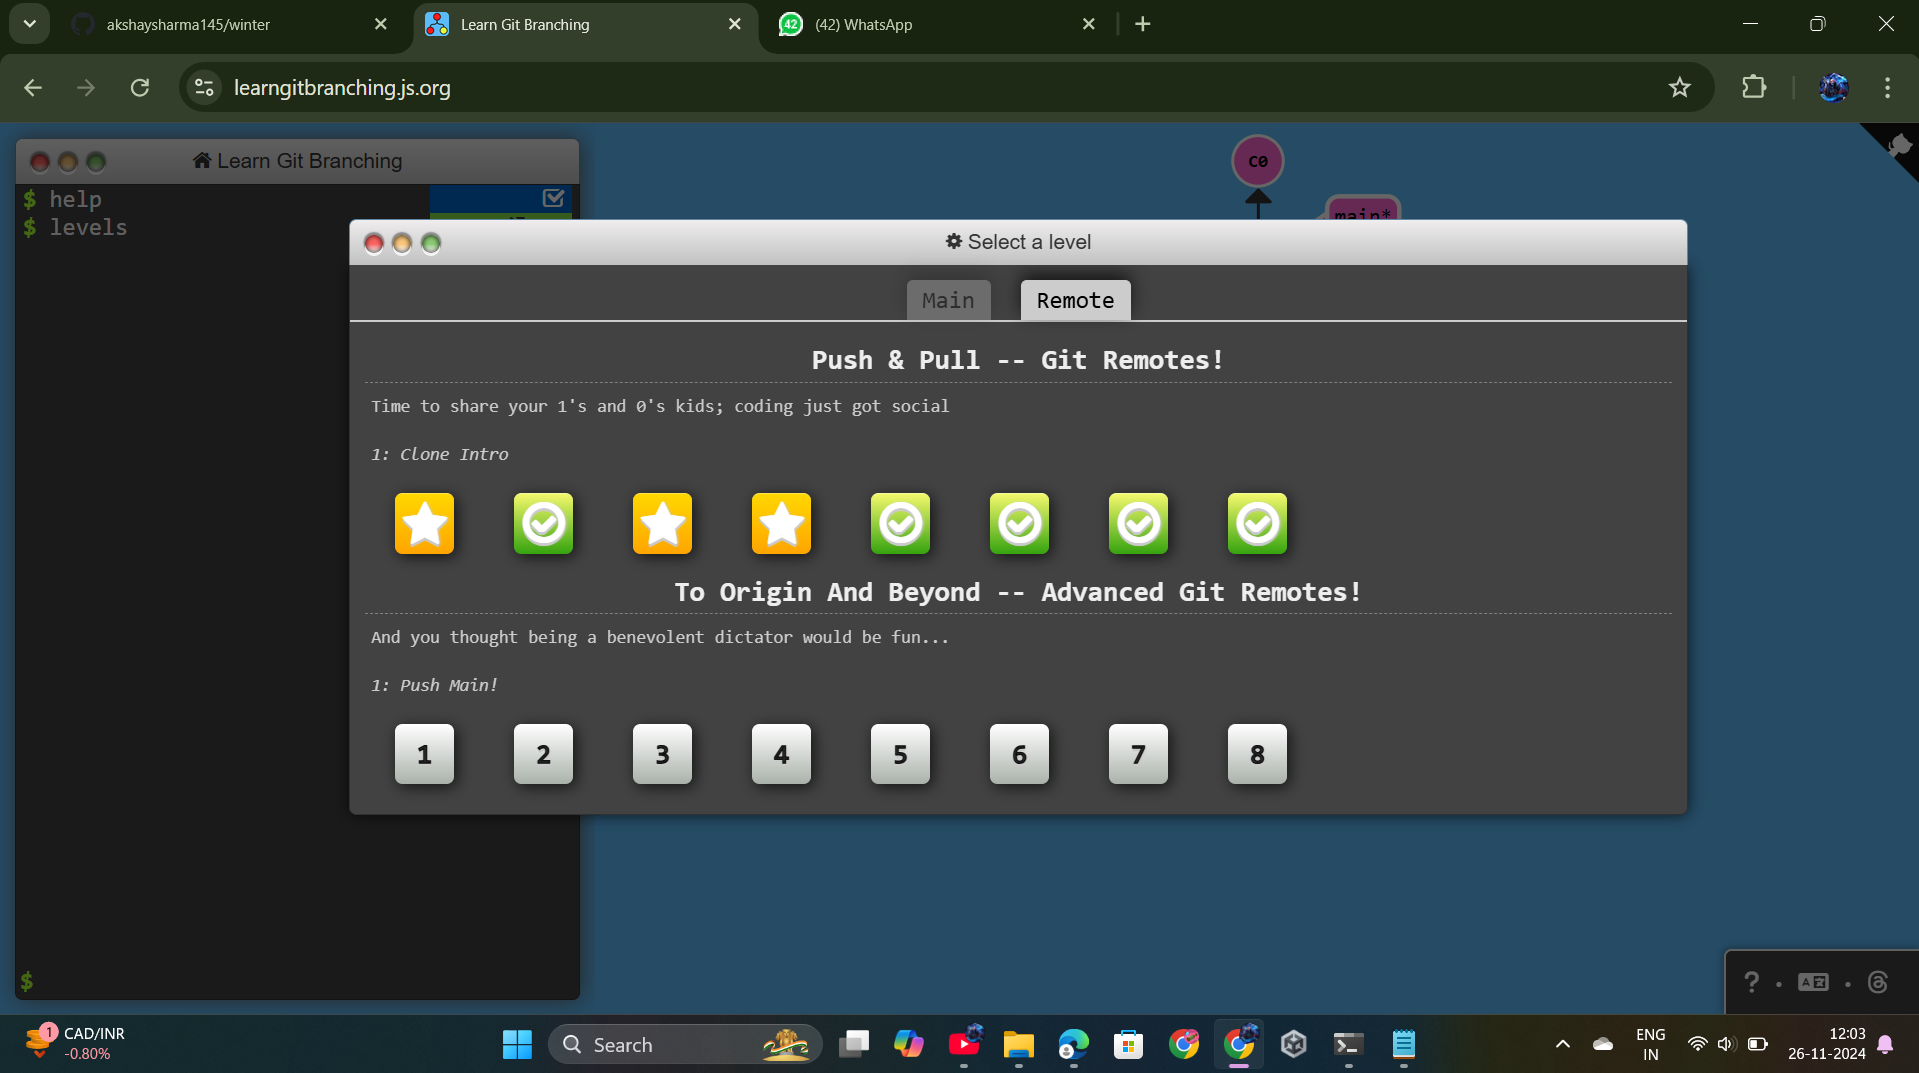 akshaysharma145/winter
Learn Git Branching
42
(42) WhatsApp
learngitbranching.js.org
Learn Git Branching
$ help
$ levels
C0
main*
Select a level
Main
Remote
Push & Pull -- Git Remotes!
Time to share your 1's and 0's kids; coding just got social
1: Clone Intro
To Origin And Beyond -- Advanced Git Remotes!
And you thought being a benevolent dictator would be fun...
1: Push Main!
1 2 3 4 5 6 7 8
$
?
1
CAD/INR
-0.80%
Search
ENG
IN
12:03
26-11-2024